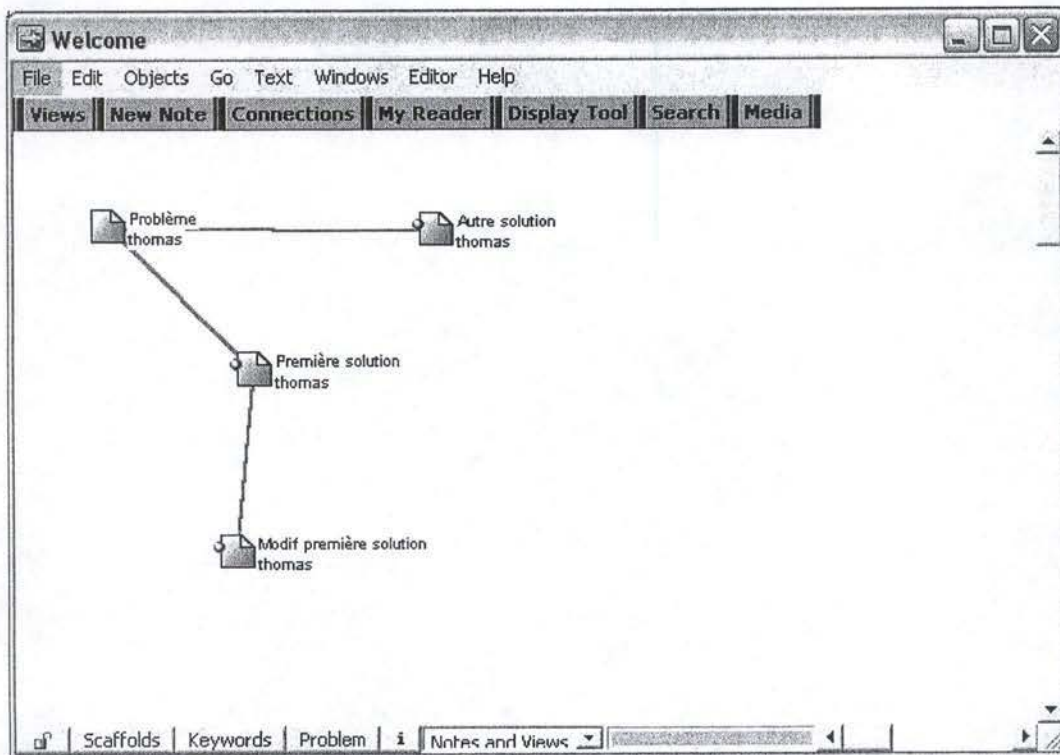 Welcome
File Edit Objects Go Text Windows Editor Help
Views New Note Connections My Reader Display Tool Search Media
Problème
thomas
Autre solution
thomas
Première solution
thomas
Modif première solution
thomas
Scaffolds Keywords Problem i Notes and Views